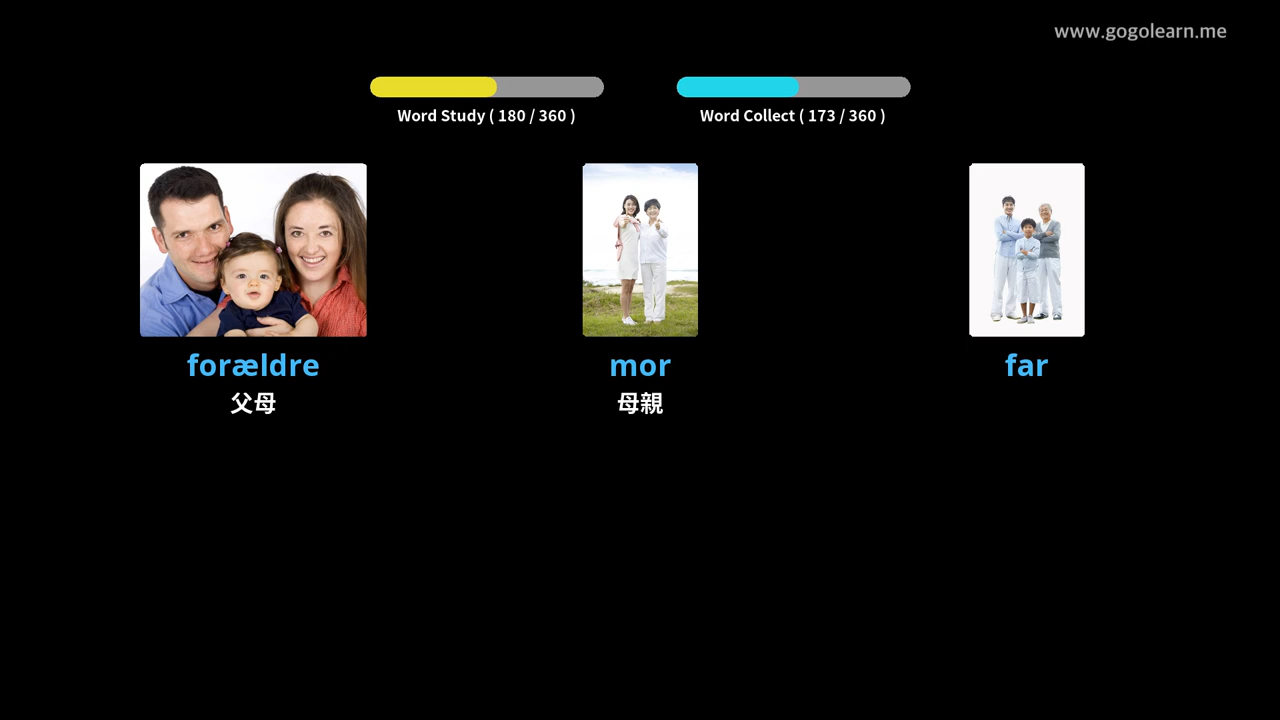 www.gogolearn.me
Word Study ( 180 / 360 )
Word Collect ( 173 / 360 )
forældre
父母
mor
母親
far